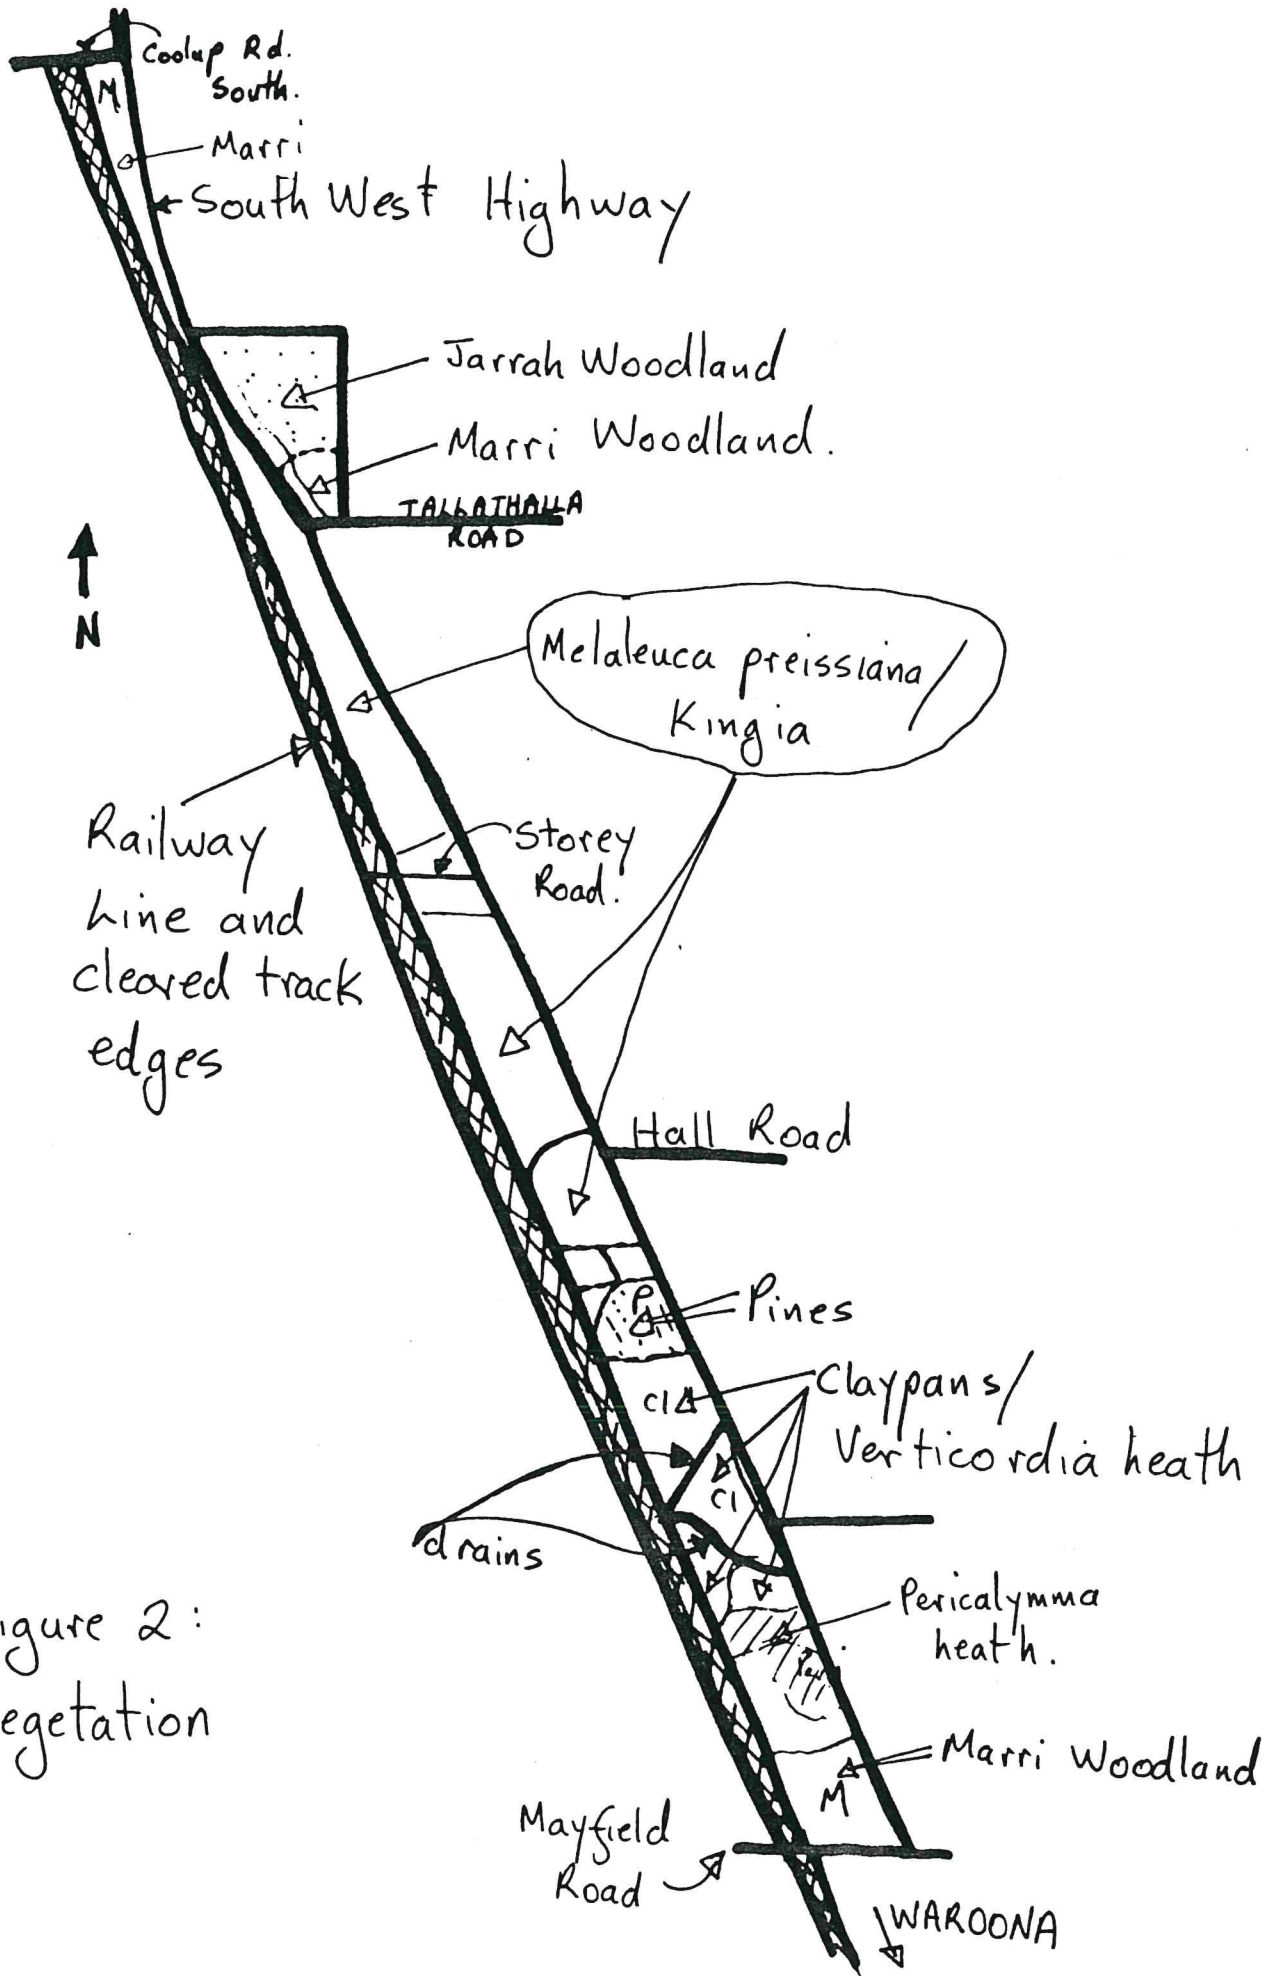 Coolup Rd.
South.
M
Marri
South West Highway
Jarrah Woodland
Marri Woodland.
ROAD
N
Melaleuca preissiana/
Kingia
Railway
Line and
cleared track
edges
Storey
Road.
Hall Road
P
Pines
Cl
Claypans/
Verticordia heath
Cl
drains
Pericalymma
heath.
igure 2:
egetation
Marri Woodland
M
Mayfield
Road
WAROONA